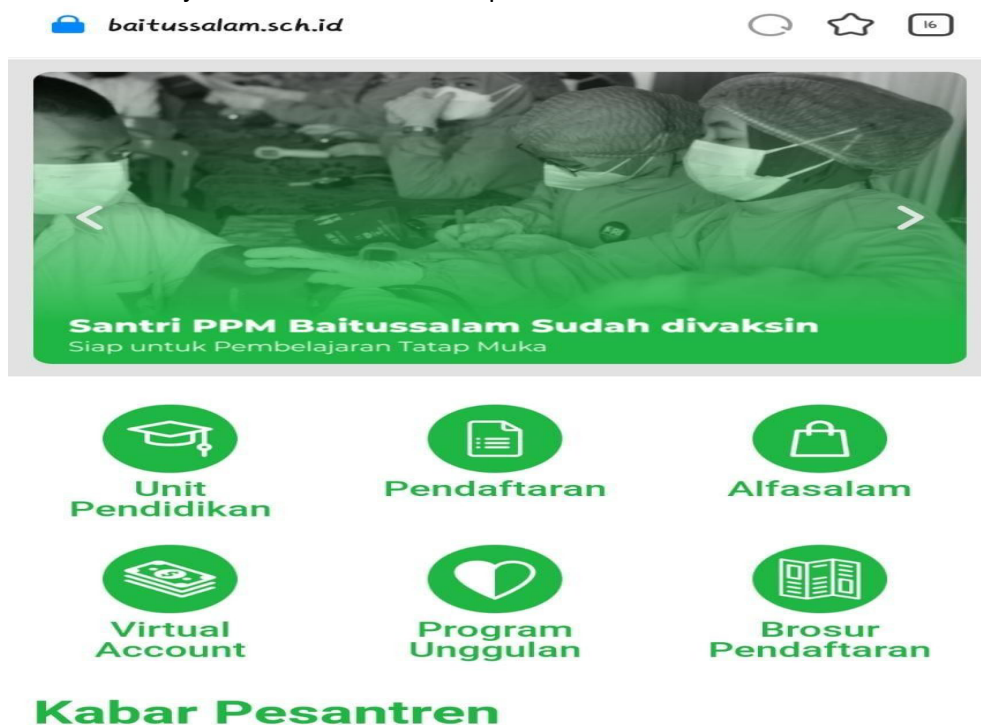 baitussalam.sch.id
16
Santri PPM Baitussalam Sudah divaksin
Siap untuk Pembelajaran Tatap Muka
Unit
Pendidikan
Pendaftaran
Alfasalam
Virtual
Account
Program
Unggulan
Brosur
Pendaftaran
Kabar Pesantren